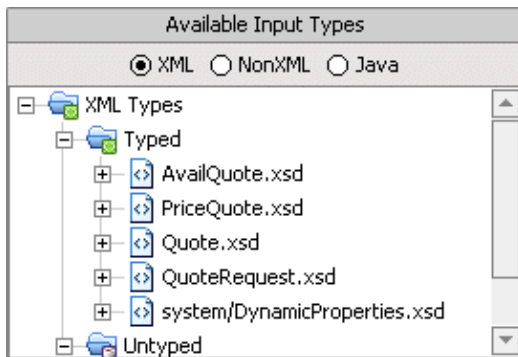 Available Input Types
XML NonXML Java
XML Types
Typed
AvailQuote.xsd
PriceQuote.xsd
Quote.xsd
QuoteRequest.xsd
system/DynamicProperties.xsd
Untyped